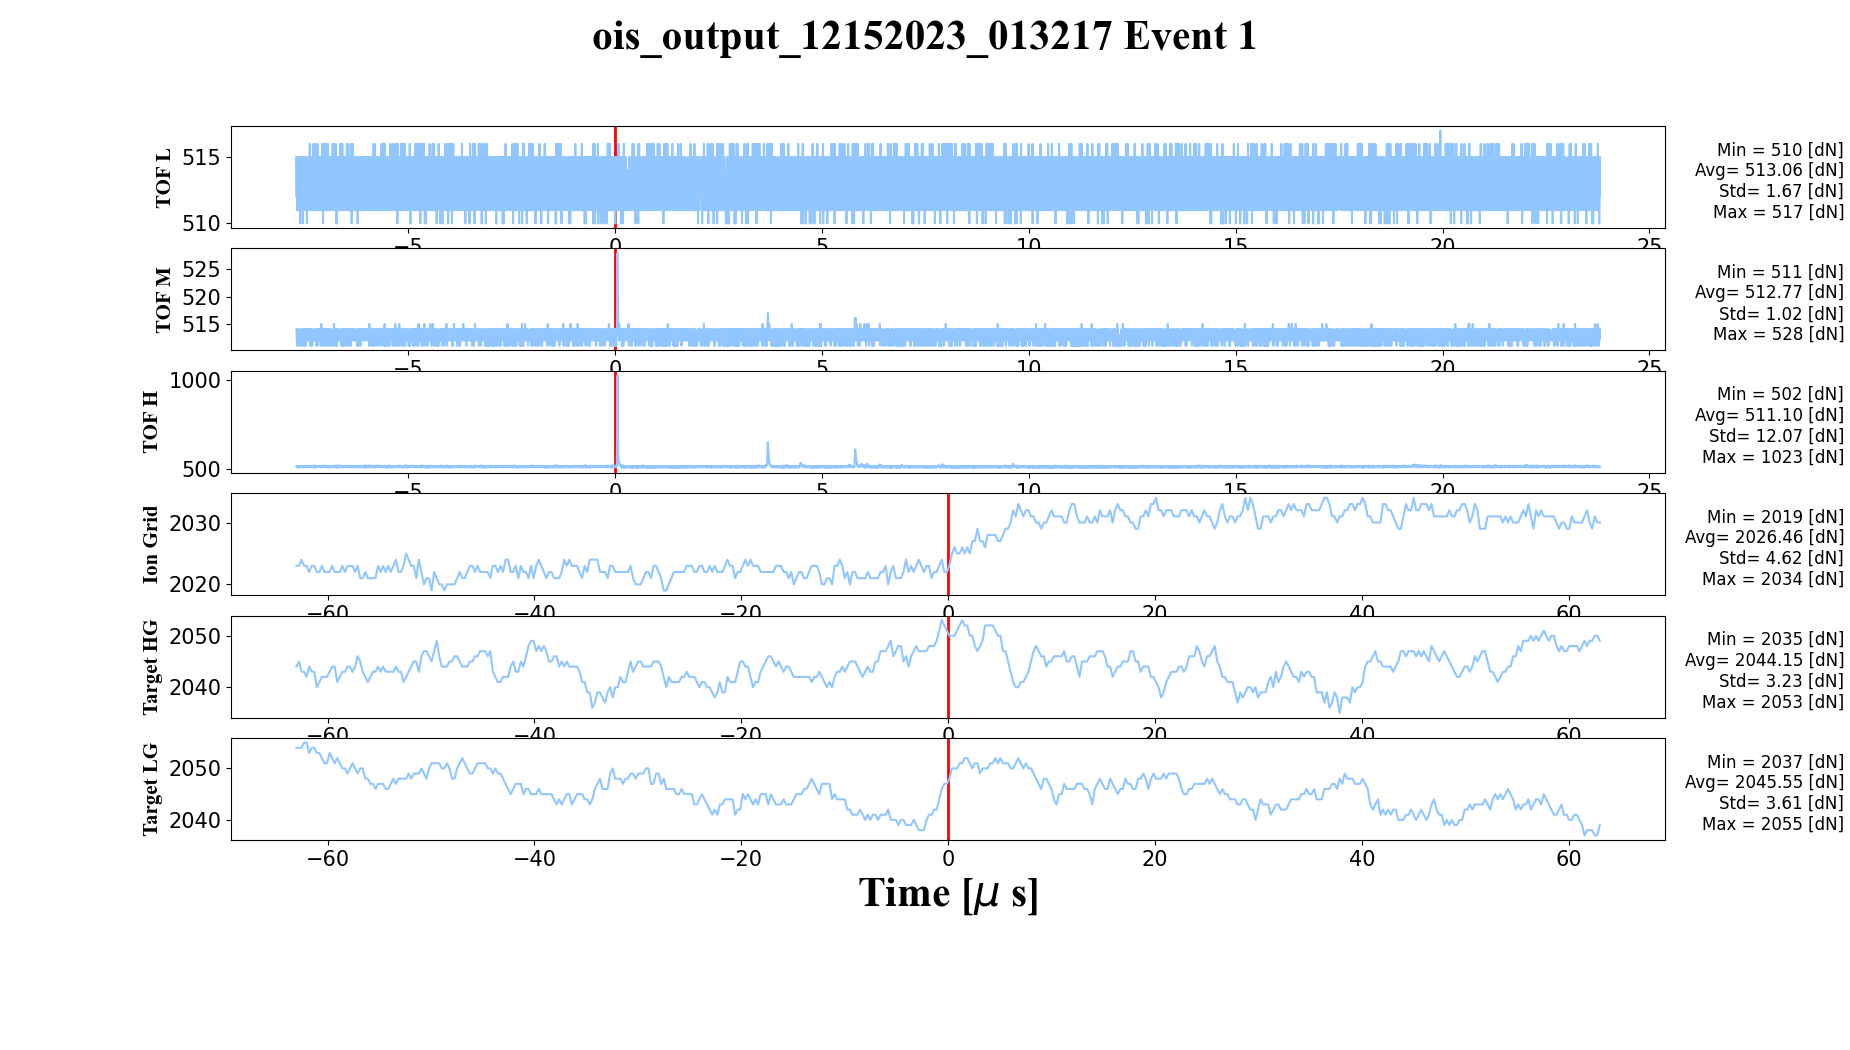 ois_output_12152023_013217 Event 1
TOF L
515
510
−5
0
5
10
15
20
25
Min = 510 [dN]
Avg= 513.06 [dN]
Std= 1.67 [dN]
Max = 517 [dN]
TOF M
525
520
515
−5
0
5
10
15
20
25
Min = 511 [dN]
Avg= 512.77 [dN]
Std= 1.02 [dN]
Max = 528 [dN]
TOF H
1000
500
−5
0
5
10
15
20
25
Min = 502 [dN]
Avg= 511.10 [dN]
Std= 12.07 [dN]
Max = 1023 [dN]
Ion Grid
2030
2020
−60
−40
−20
0
20
40
60
Min = 2019 [dN]
Avg= 2026.46 [dN]
Std= 4.62 [dN]
Max = 2034 [dN]
Target HG
2050
2040
−60
−40
−20
0
20
40
60
Min = 2035 [dN]
Avg= 2044.15 [dN]
Std= 3.23 [dN]
Max = 2053 [dN]
Target LG
2050
2040
−60
−40
−20
0
20
40
60
Min = 2037 [dN]
Avg= 2045.55 [dN]
Std= 3.61 [dN]
Max = 2055 [dN]
Time [μ s]